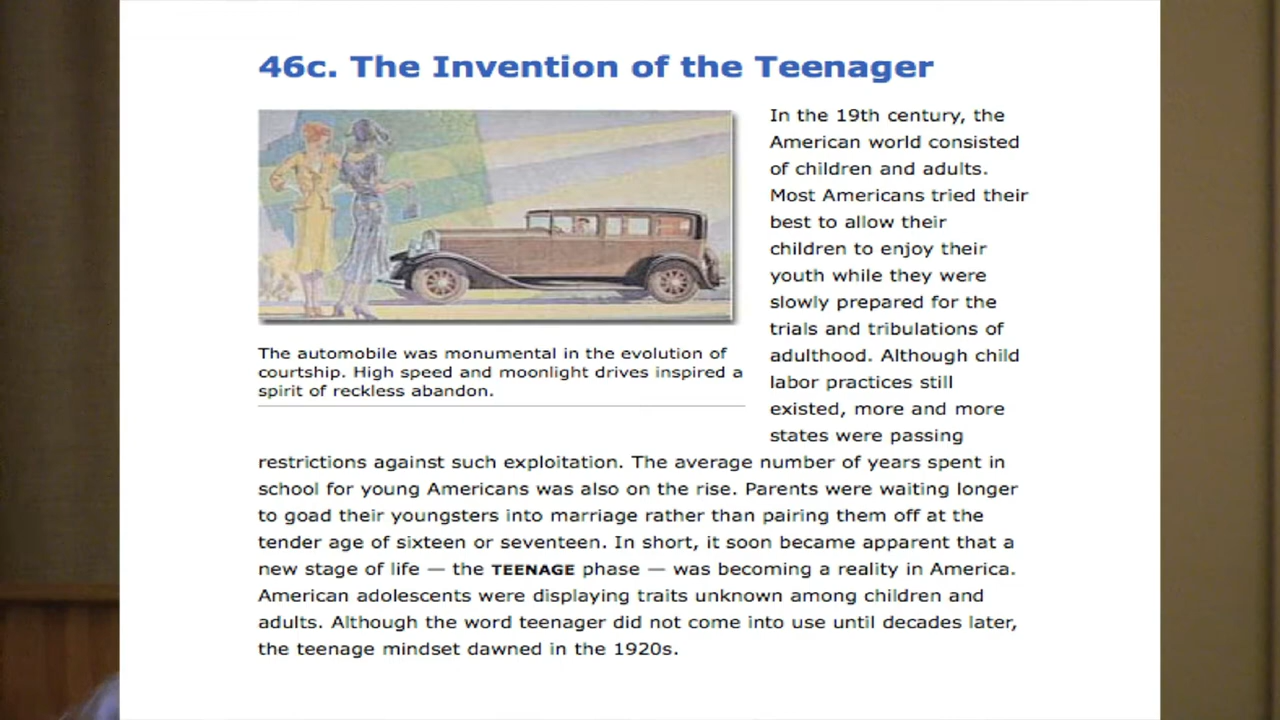 46c. The Invention of the Teenager
The automobile was monumental in the evolution of
courtship. High speed and moonlight drives inspired a
spirit of reckless abandon.
In the 19th century, the
American world consisted
of children and adults.
Most Americans tried their
best to allow their
children to enjoy their
youth while they were
slowly prepared for the
trials and tribulations of
adulthood. Although child
labor practices still
existed, more and more
states were passing
restrictions against such exploitation. The average number of years spent in
school for young Americans was also on the rise. Parents were waiting longer
to goad their youngsters into marriage rather than pairing them off at the
tender age of sixteen or seventeen. In short, it soon became apparent that a
new stage of life — the TEENAGE phase — was becoming a reality in America.
American adolescents were displaying traits unknown among children and
adults. Although the word teenager did not come into use until decades later,
the teenage mindset dawned in the 1920s.